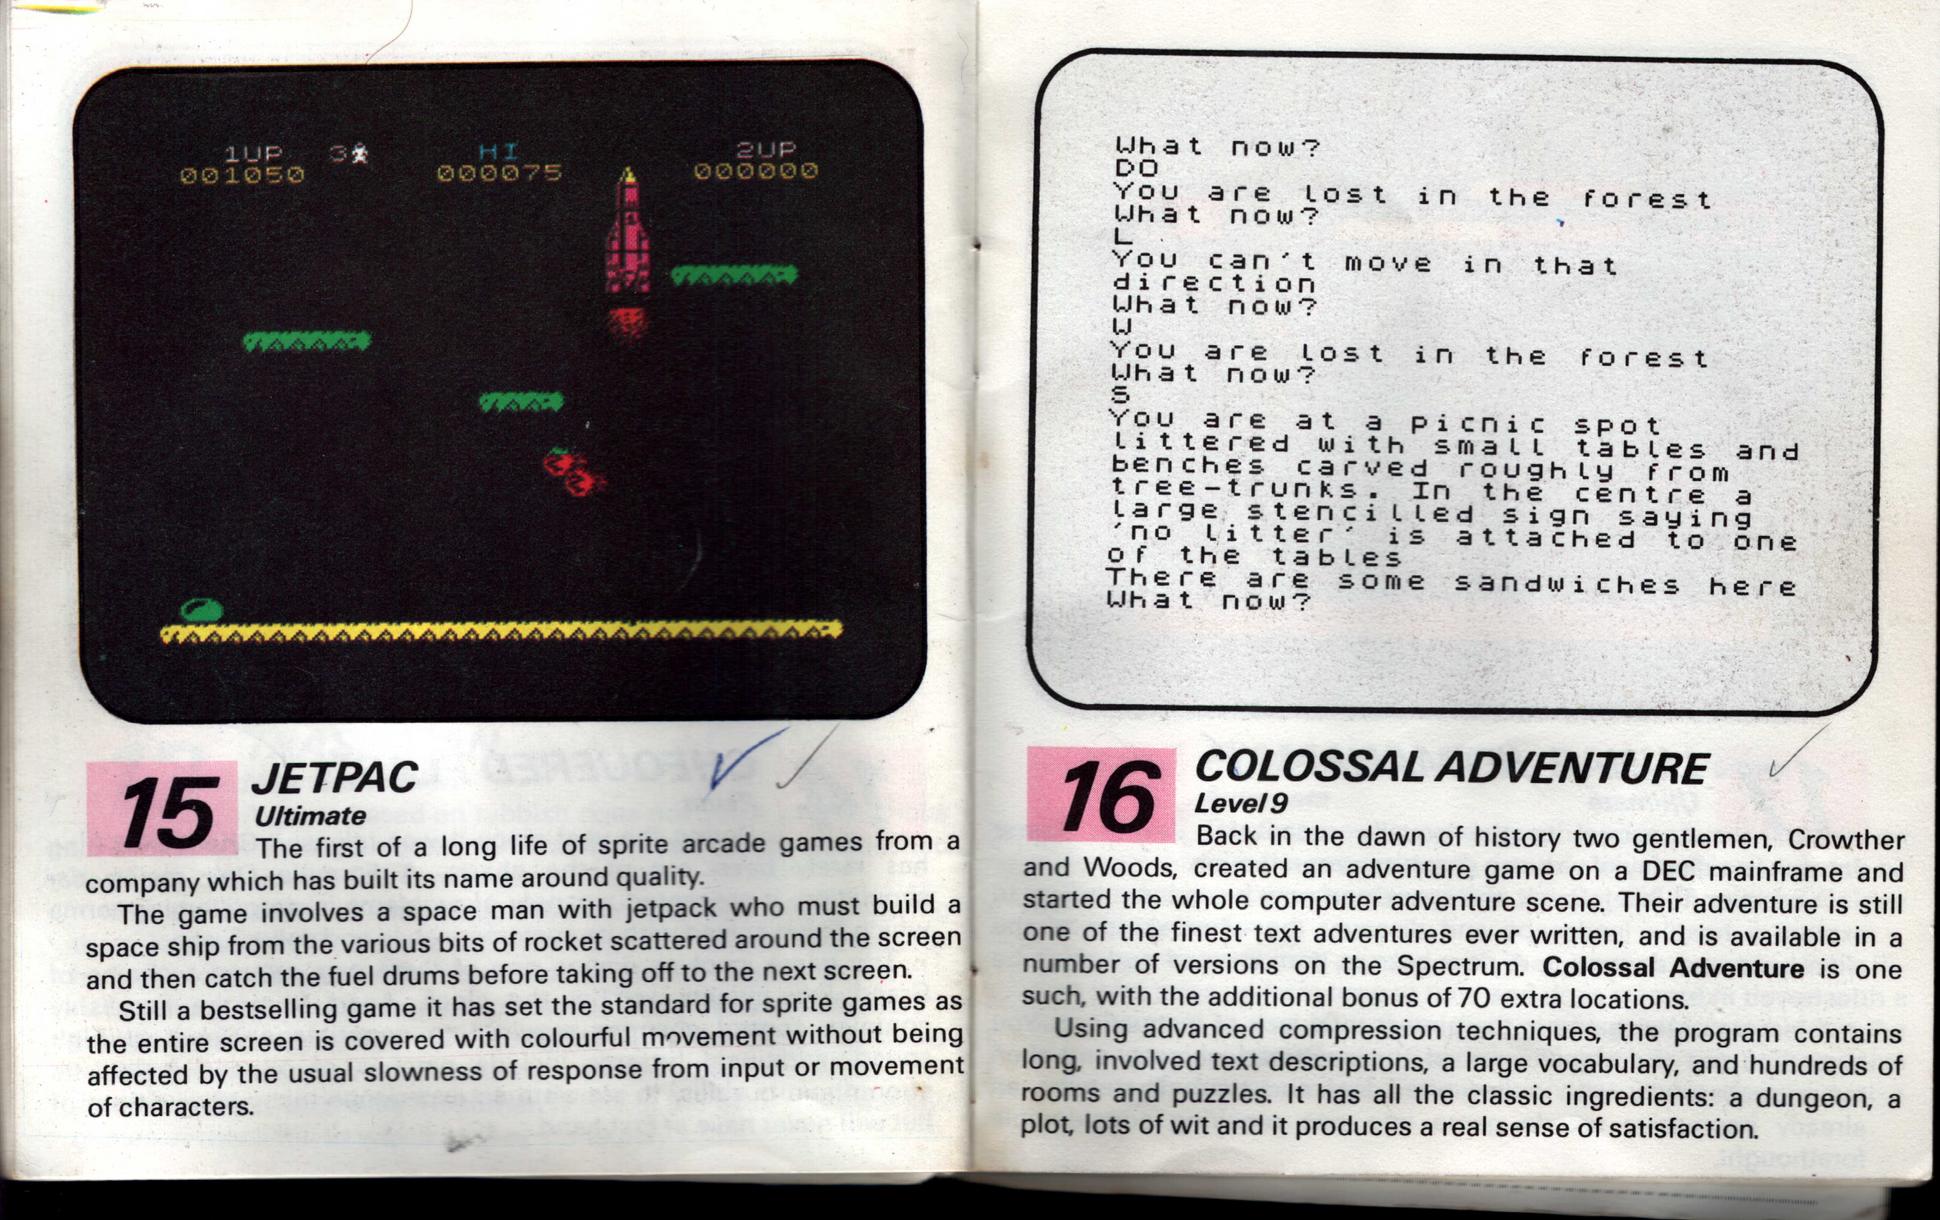 1UP 3 HI 2UP
001050 000075 000000
15 JETPAC
Ultimate
The first of a long life of sprite arcade games from a
company which has built its name around quality.
The game involves a space man with jetpack who must build a
space ship from the various bits of rocket scattered around the screen
and then catch the fuel drums before taking off to the next screen.
Still a bestselling game it has set the standard for sprite games as
the entire screen is covered with colourful movement without being
affected by the usual slowness of response from input or movement
of characters.
What now?
DO
You are lost in the forest
What now?
L
You can't move in that
direction
What now?
W
You are lost in the forest
What now?
S
You are at a picnic spot
littered with small tables and
benches carved roughly from
tree-trunks. In the centre a
large stencilled sign saying
'no litter' is attached to one
of the tables
There are some sandwiches here
What now?
16 COLOSSAL ADVENTURE
Level 9
Back in the dawn of history two gentlemen, Crowther
and Woods, created an adventure game on a DEC mainframe and
started the whole computer adventure scene. Their adventure is still
one of the finest text adventures ever written, and is available in a
number of versions on the Spectrum. Colossal Adventure is one
such, with the additional bonus of 70 extra locations.
Using advanced compression techniques, the program contains
long, involved text descriptions, a large vocabulary, and hundreds of
rooms and puzzles. It has all the classic ingredients: a dungeon, a
plot, lots of wit and it produces a real sense of satisfaction.